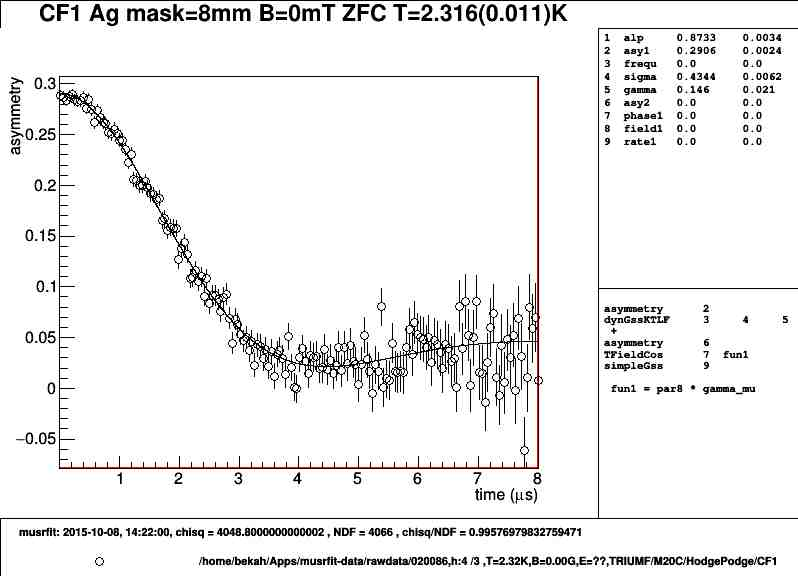 CF1 Ag mask=8mm B=0mT ZFC T=2.316(0.011)K
asymmetry
0.3
0.25
0.2
0.15
0.1
0.05
0
−0.05
1 2 3 4 5 6 7 8
time (μs)
1 alp 0.8733 0.0034
2 asy1 0.2906 0.0024
3 frequ 0.0 0.0
4 sigma 0.4344 0.0062
5 gamma 0.146 0.021
6 asy2 0.0 0.0
7 phase1 0.0 0.0
8 field1 0.0 0.0
9 rate1 0.0 0.0
asymmetry 2
dynGssKTLF 3 4 5
+
asymmetry 6
TFieldCos 7 fun1
simpleGss 9
fun1 = par8 * gamma_mu
musrfit: 2015-10-08, 14:22:00, chisq = 4048.8000000000002 , NDF = 4066 , chisq/NDF = 0.99576979832759471
/home/bekah/Apps/musrfit-data/rawdata/020086,h:4 /3 ,T=2.32K,B=0.00G,E=??,TRIUMF/M20C/HodgePodge/CF1